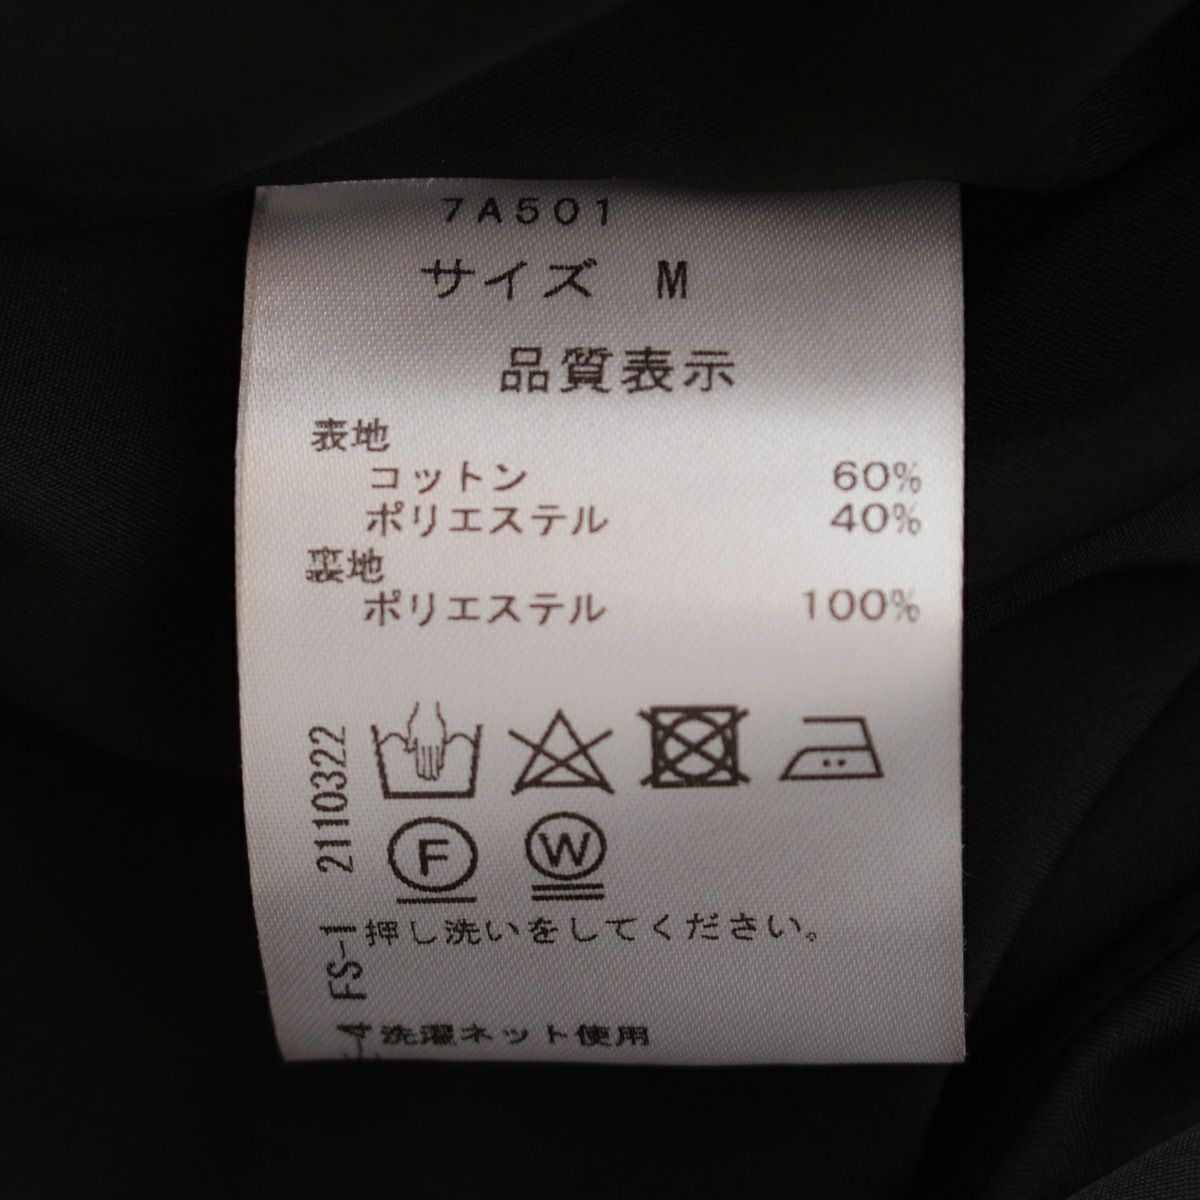 7A501
サイズ M
品質表示
表地
コットン 60%
ポリエステル 40%
裏地
ポリエステル 100%
F
W
押し洗いをしてください。
洗濯ネット使用
2110322
FS-1
-4